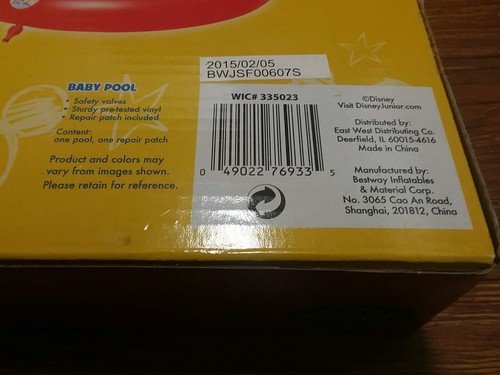 2015/02/05
BWJSF00607S
BABY POOL
• Safety valves
• Sturdy pre-tested vinyl
• Repair patch included
Content:
one pool, one repair patch
Product and colors may
vary from images shown.
Please retain for reference.
WIC# 335023
0 49022 76933 5
©Disney
Visit DisneyJunior.com
Distributed by:
East West Distributing Co.
Deerfield, IL 60015-4616
Made in China
Manufactured by:
Bestway Inflatables
& Material Corp.
No. 3065 Cao An Road,
Shanghai, 201812, China